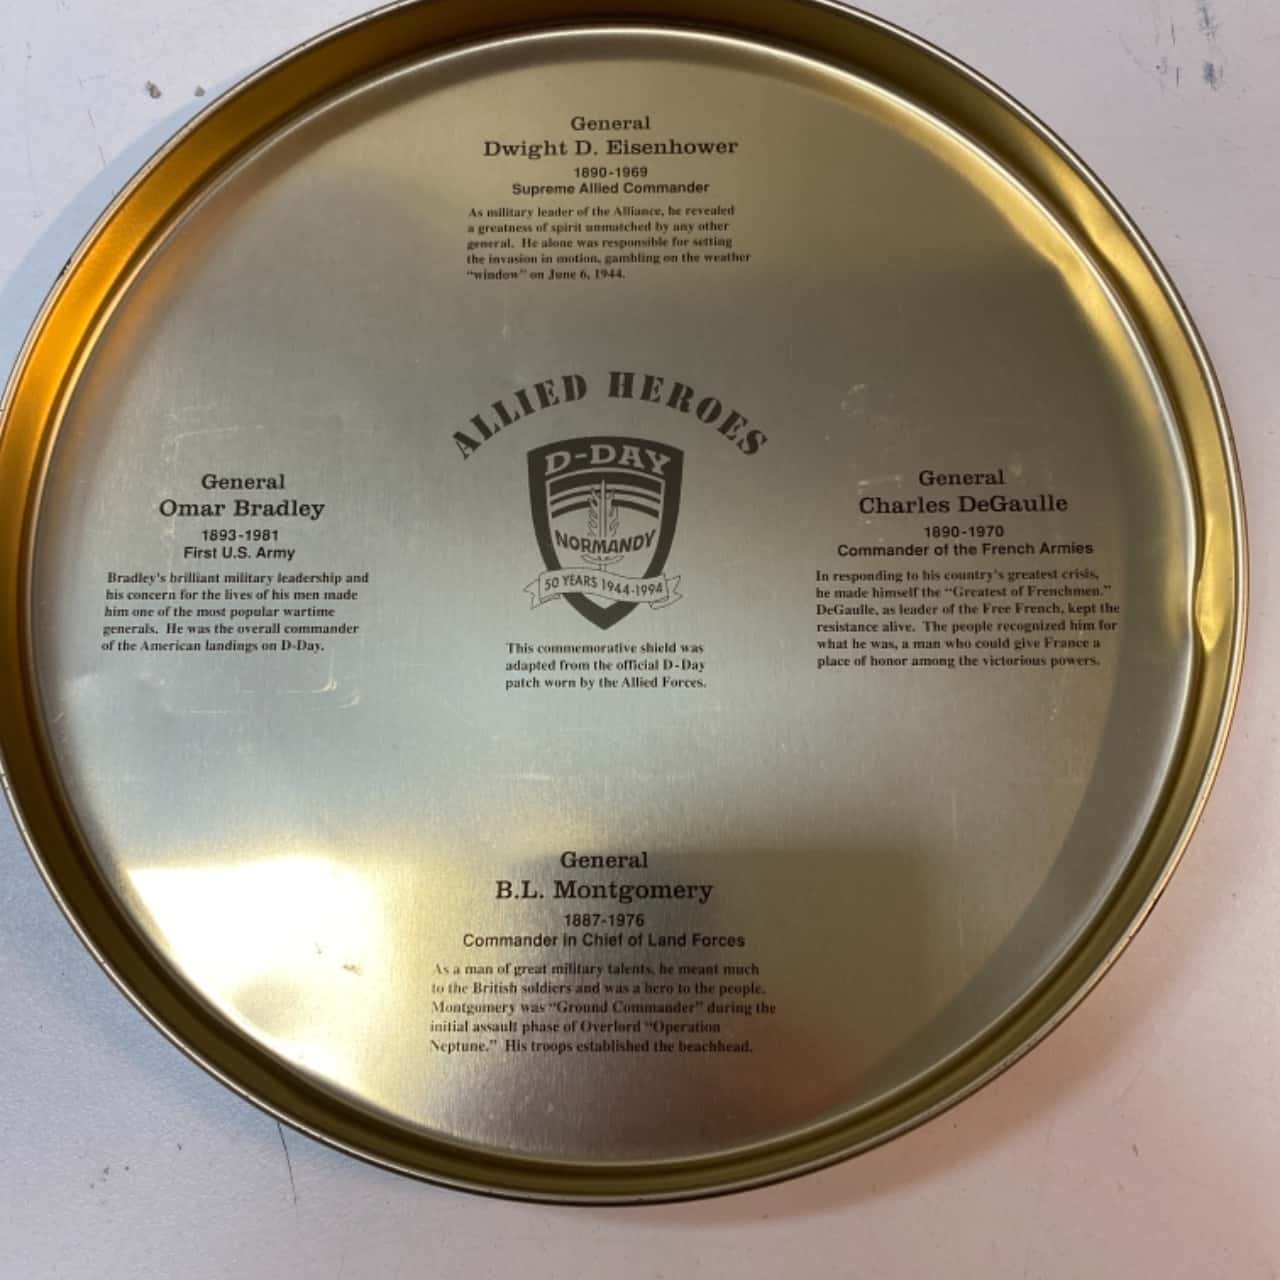 General
Dwight D. Eisenhower
1890-1969
Supreme Allied Commander
As military leader of the Alliance, he revealed
a greatness of spirit unmatched by any other
general. He alone was responsible for setting
the invasion in motion, gambling on the weather
“window” on June 6, 1944.
ALLIED HEROES
D-DAY
NORMANDY
50 YEARS 1944-1994
This commemorative shield was
adapted from the official D-Day
patch worn by the Allied Forces.
General
Omar Bradley
1893-1981
First U.S. Army
Bradley's brilliant military leadership and
his concern for the lives of his men made
him one of the most popular wartime
generals. He was the overall commander
of the American landings on D-Day.
General
Charles DeGaulle
1890-1970
Commander of the French Armies
In responding to his country's greatest crisis,
he made himself the “Greatest of Frenchmen.”
DeGaulle, as leader of the Free French, kept the
resistance alive. The people recognized him for
what he was, a man who could give France a
place of honor among the victorious powers.
General
B.L. Montgomery
1887-1976
Commander in Chief of Land Forces
As a man of great military talents, he meant much
to the British soldiers and was a hero to the people.
Montgomery was “Ground Commander” during the
initial assault phase of Overlord “Operation
Neptune.” His troops established the beachhead.